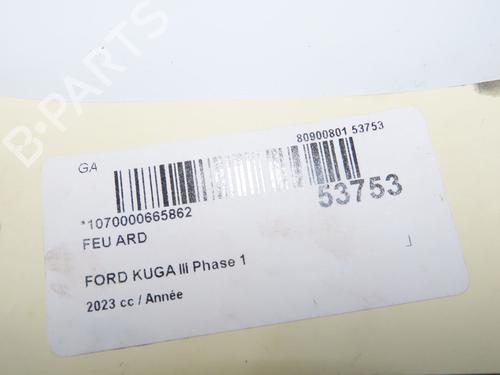 B-PARTS
GA
80900801 53753
53753
*1070000665862
FEU ARD
FORD KUGA III Phase 1
2023 cc / Année